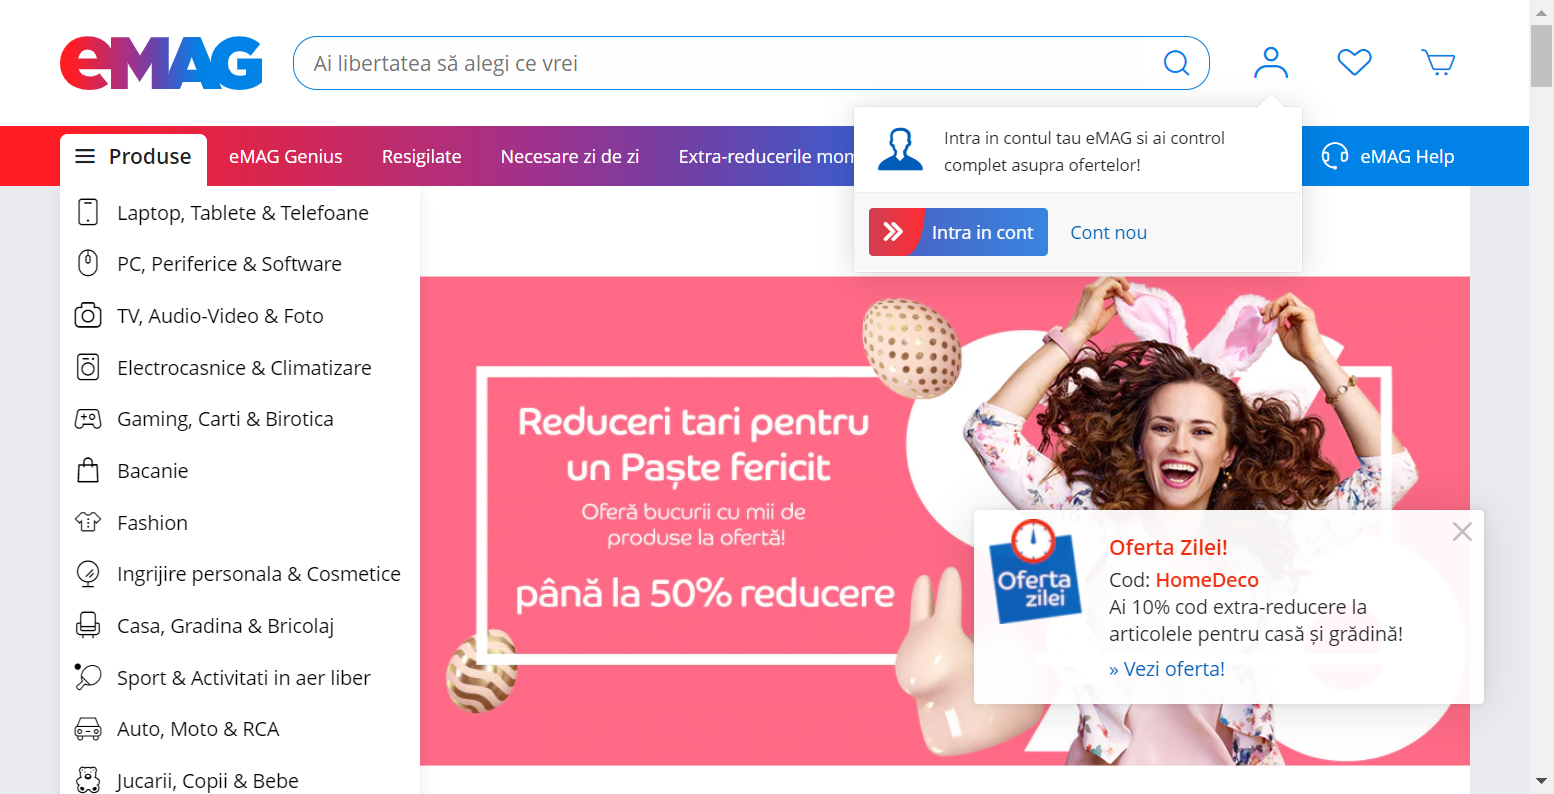 eMAG
Ai libertatea să alegi ce vrei
Produse
eMAG Genius
Resigilate
Necesare zi de zi
Extra-reducerile mom
eMAG Help
Intra in contul tau eMAG si ai control
complet asupra ofertelor!
Intra in cont
Cont nou
Laptop, Tablete & Telefoane
PC, Periferice & Software
TV, Audio-Video & Foto
Electrocasnice & Climatizare
Gaming, Carti & Birotica
Bacanie
Fashion
Ingrijire personala & Cosmetice
Casa, Gradina & Bricolaj
Sport & Activitati in aer liber
Auto, Moto & RCA
Jucarii, Copii & Bebe
Reduceri tari pentru
un Paște fericit
Oferă bucurii cu mii de
produse la ofertă!
până la 50% reducere
Oferta
zilei
Oferta Zilei!
Cod: HomeDeco
Ai 10% cod extra-reducere la
articolele pentru casă și grădină!
» Vezi oferta!